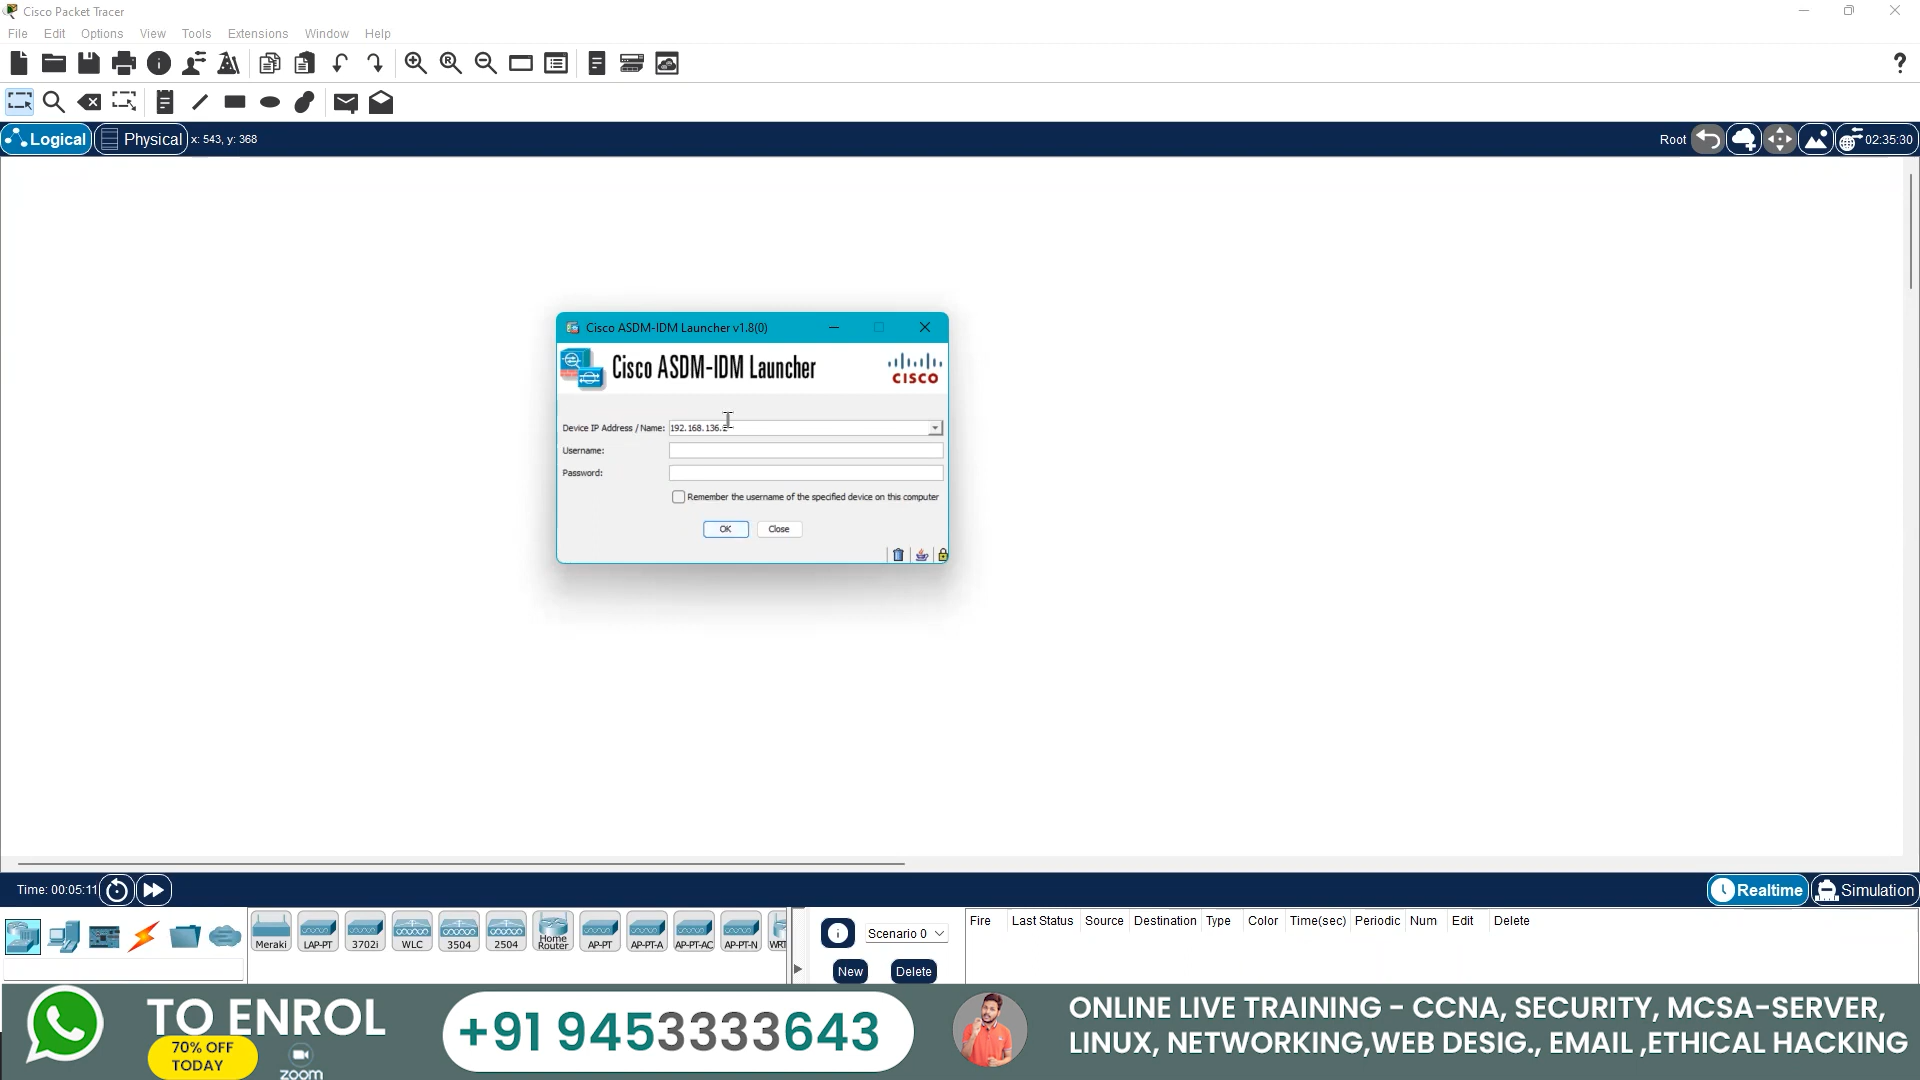 Cisco Packet Tracer
File Edit Options View Tools Extensions Window Help
Logical Physical x: 543, y: 368 Root 02:35:30
Cisco ASDM-IDM Launcher v1.8(0)
Cisco ASDM-IDM Launcher
CISCO
Device IP Address / Name: 192.168.136.
Username:
Password:
Remember the username of the specified device on this computer
OK Close
Time: 00:05:11 Realtime Simulation
Meraki LAP-PT 3702i WLC 3504 2504 Home Router AP-PT AP-PT-A AP-PT-AC AP-PT-N WRT
Scenario 0
New Delete
Fire Last Status Source Destination Type Color Time(sec) Periodic Num Edit Delete
TO ENROL
70% OFF
TODAY
zoom
+91 9453333643
ONLINE LIVE TRAINING - CCNA, SECURITY, MCSA-SERVER,
LINUX, NETWORKING,WEB DESIG., EMAIL ,ETHICAL HACKING